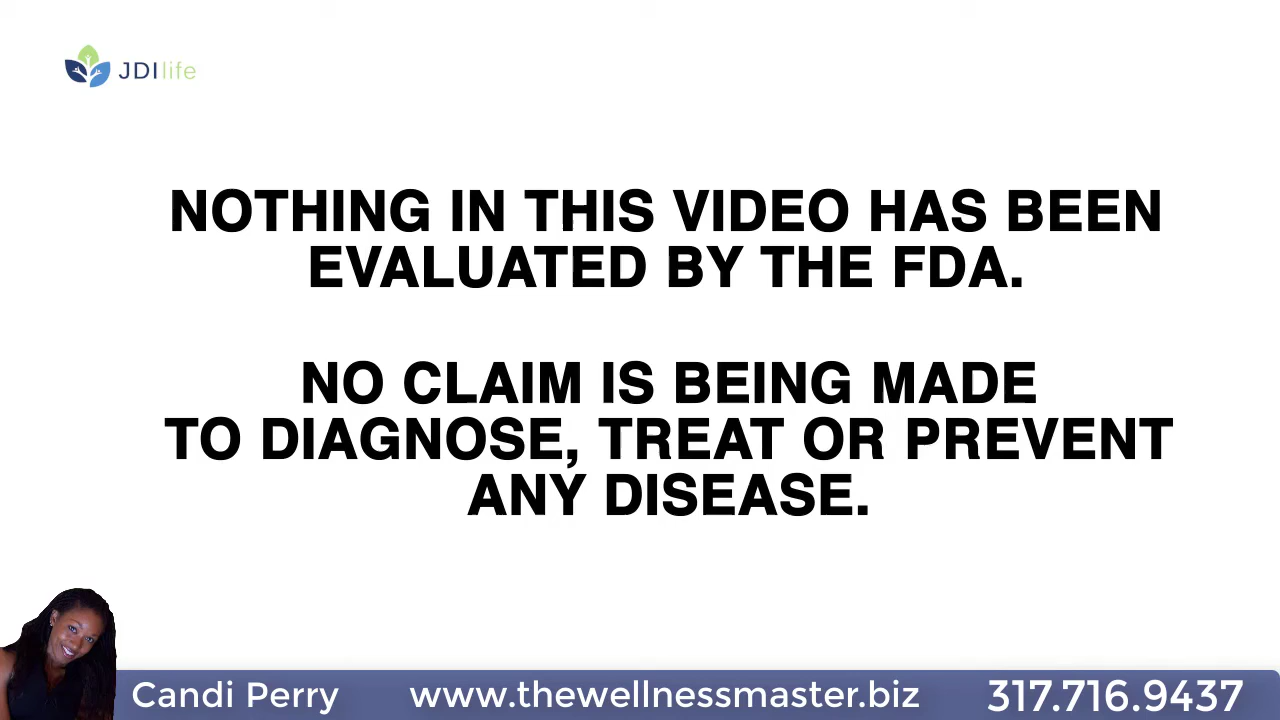 JDIlife
NOTHING IN THIS VIDEO HAS BEEN
EVALUATED BY THE FDA.
NO CLAIM IS BEING MADE
TO DIAGNOSE, TREAT OR PREVENT
ANY DISEASE.
Candi Perry www.thewellnessmaster.biz 317.716.9437